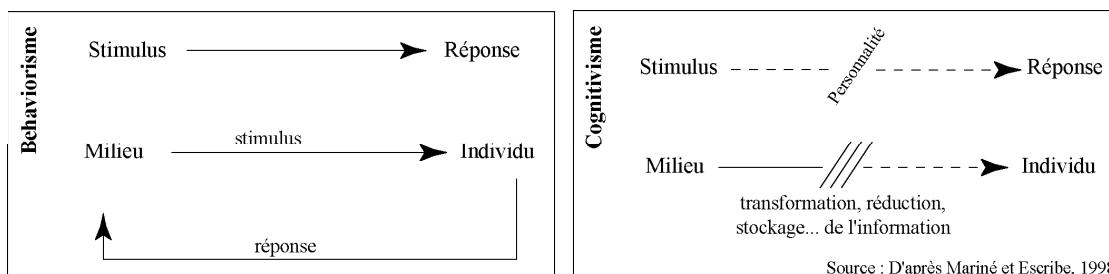 Behaviorisme
Stimulus Réponse
Milieu stimulus Individu
réponse
Cognitivisme
Stimulus Personnalité Réponse
Milieu Individu
transformation, réduction,
stockage... de l'information
Source : D'après Mariné et Escribe, 1998